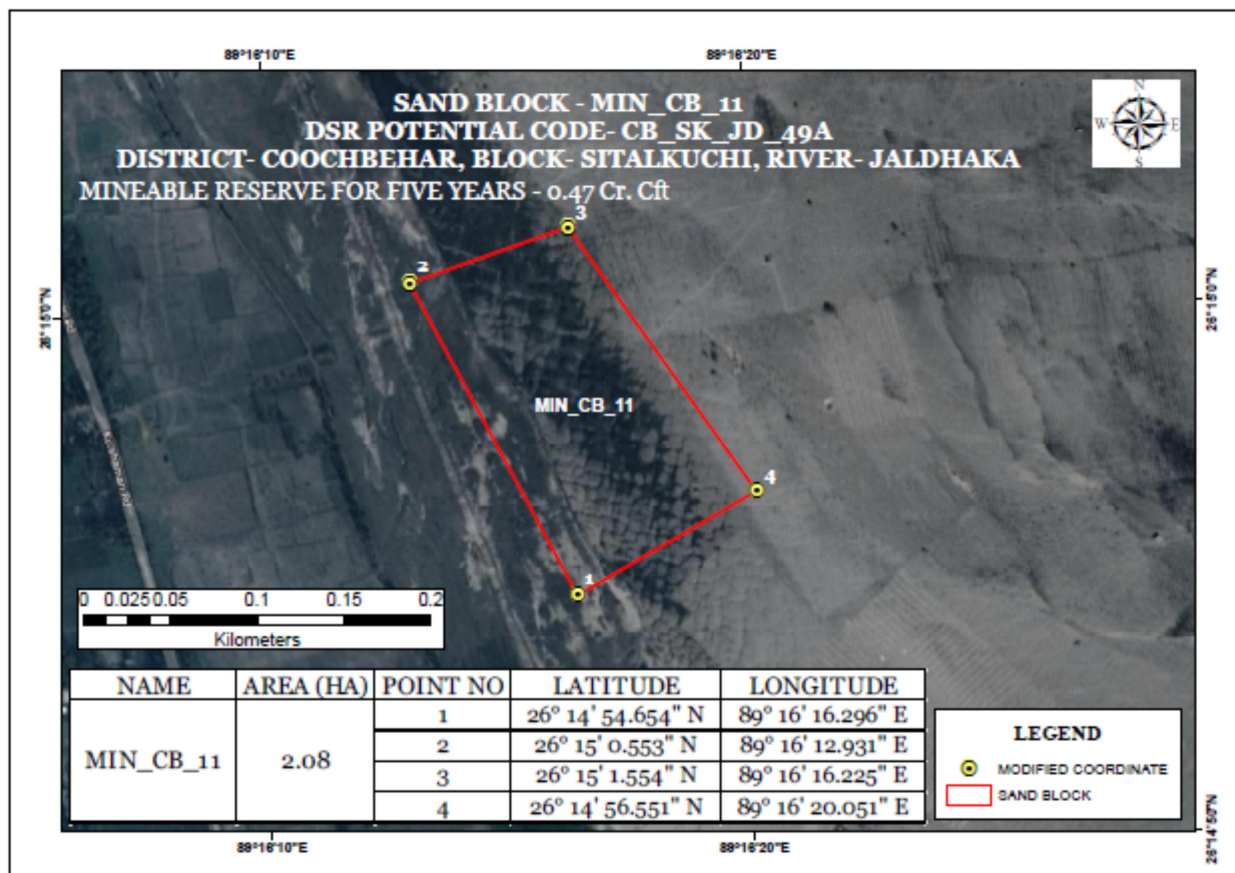 89°16'10"E 89°16'20"E
N
W E
S
SAND BLOCK - MIN_CB_11
DSR POTENTIAL CODE- CB_SK_JD_49A
DISTRICT- COOCHBEHAR, BLOCK- SITALKUCHI, RIVER- JALDHAKA
MINEABLE RESERVE FOR FIVE YEARS - 0.47 Cr. Cft
3
2
26°15'0"N 26°15'0"N
MIN_CB_11
4
1
0 0.025 0.05 0.1 0.15 0.2
Kilometers
NAME AREA (HA) POINT NO LATITUDE LONGITUDE
MIN_CB_11 2.08
1 26° 14' 54.654" N 89° 16' 16.296" E
2 26° 15' 0.553" N 89° 16' 12.931" E
3 26° 15' 1.554" N 89° 16' 16.225" E
4 26° 14' 56.551" N 89° 16' 20.051" E
LEGEND
MODIFIED COORDINATE
SAND BLOCK
26°14'50"N
89°16'10"E 89°16'20"E